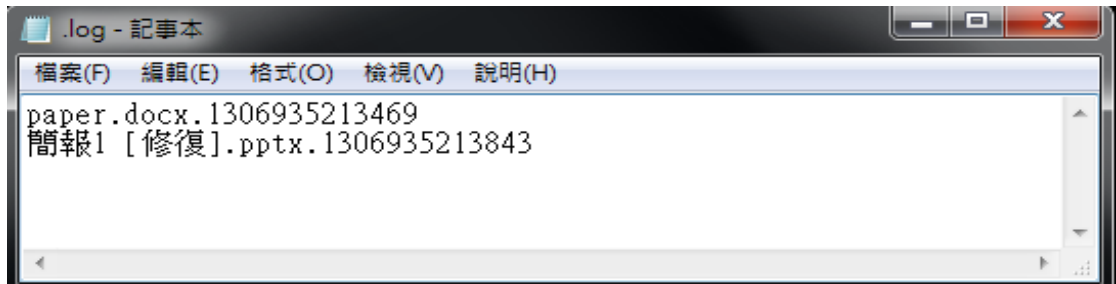 .log - 記事本
檔案(F) 編輯(E) 格式(O) 檢視(V) 說明(H)
paper.docx.1306935213469
簡報1 [修復].pptx.1306935213843